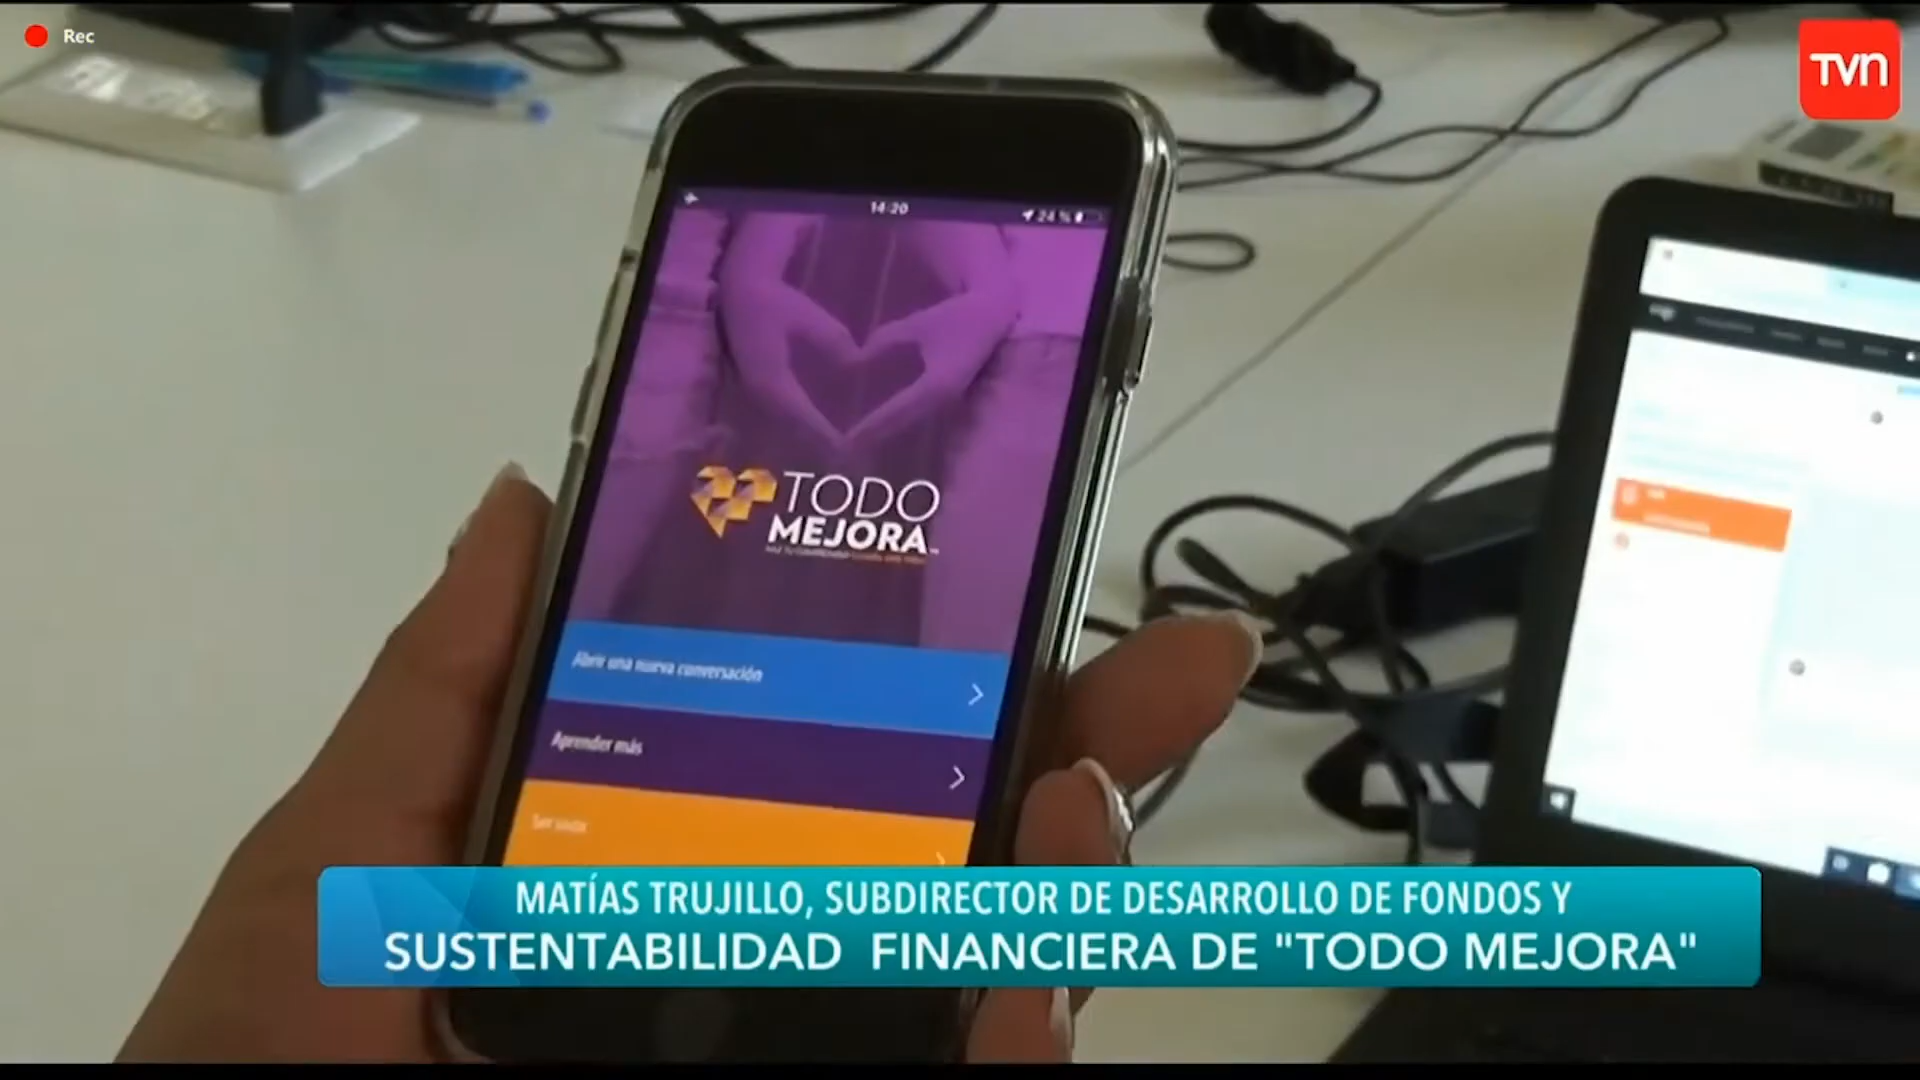 Rec
TVN
14:20
24 %
TODO
MEJORA
Abrir una nueva conversación
Aprender más
MATÍAS TRUJILLO, SUBDIRECTOR DE DESARROLLO DE FONDOS Y
SUSTENTABILIDAD FINANCIERA DE "TODO MEJORA"